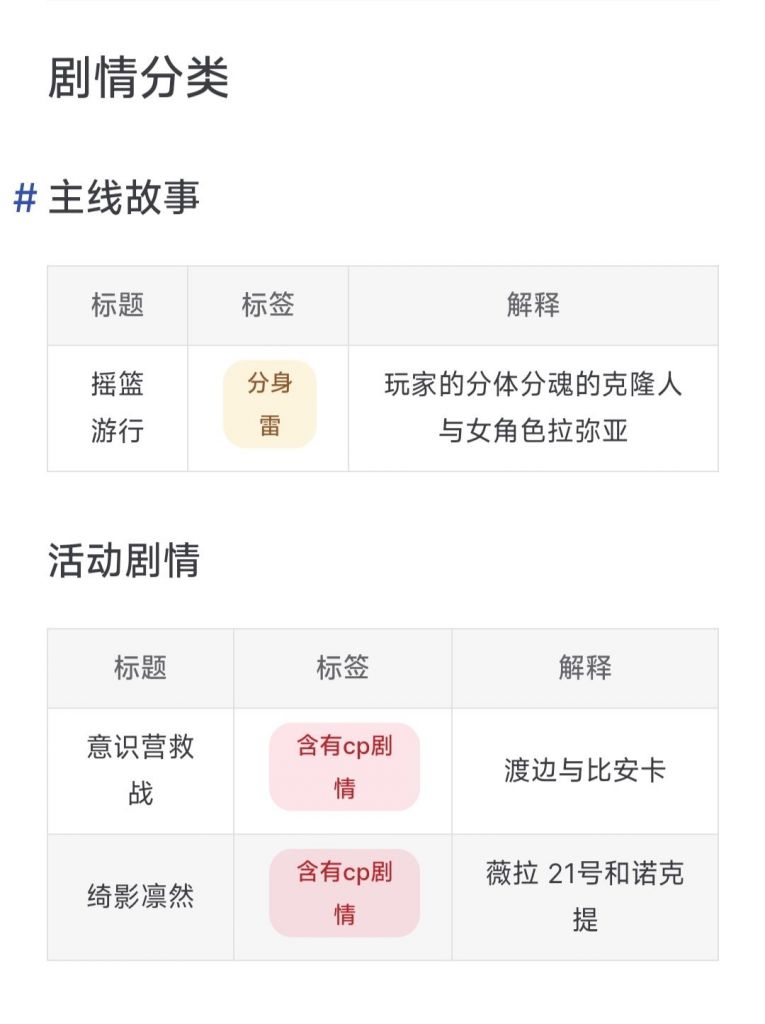 剧情分类
# 主线故事
标题 标签 解释
摇篮 分身 玩家的分体分魂的克隆人
游行 雷 与女角色拉弥亚
活动剧情
标题 标签 解释
意识营救 含有cp剧 渡边与比安卡
战 情
绮影凛然 含有cp剧 薇拉 21号和诺克
情 提